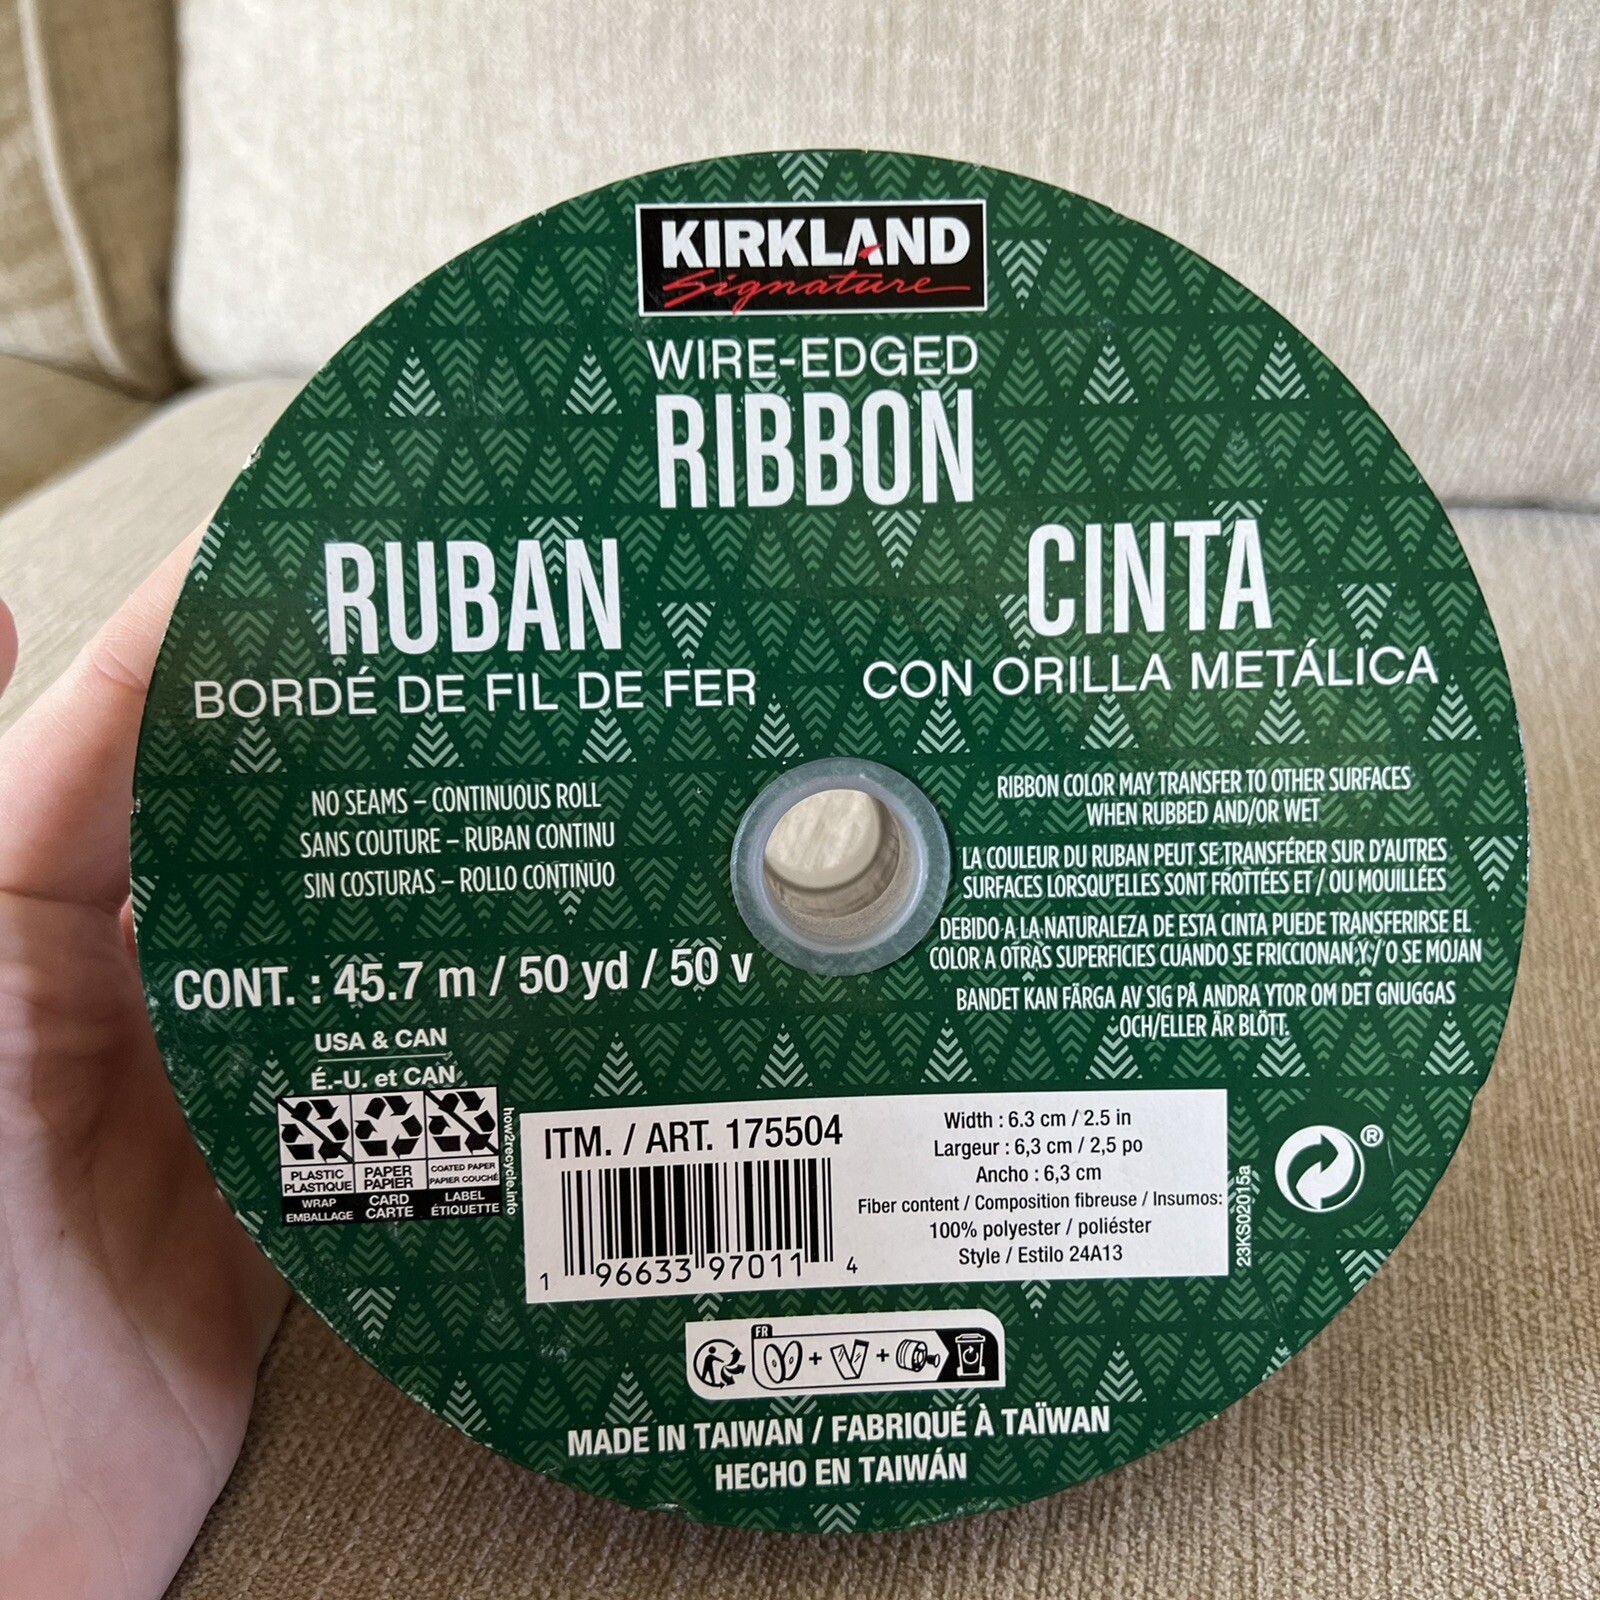 KIRKLAND
Signature
WIRE-EDGED
RIBBON
RUBAN
BORDÉ DE FIL DE FER
CINTA
CON ORILLA METÁLICA
NO SEAMS – CONTINUOUS ROLL
SANS COUTURE – RUBAN CONTINU
SIN COSTURAS – ROLLO CONTINUO
CONT. : 45.7 m / 50 yd / 50 v
RIBBON COLOR MAY TRANSFER TO OTHER SURFACES
WHEN RUBBED AND/OR WET
LA COULEUR DU RUBAN PEUT SE TRANSFÉRER SUR D'AUTRES
SURFACES LORSQU'ELLES SONT FROTTÉES ET / OU MOUILLÉES
DEBIDO A LA NATURALEZA DE ESTA CINTA PUEDE TRANSFERIRSE EL
COLOR A OTRAS SUPERFICIES CUANDO SE FRICCIONAN Y / O SE MOJAN
BANDET KAN FÄRGA AV SIG PÅ ANDRA YTOR OM DET GNUGGAS
OCH/ELLER ÄR BLÖTT.
USA & CAN
É.-U. et CAN
PLASTIC
PLASTIQUE
WRAP
EMBALLAGE
PAPER
PAPIER
CARD
CARTE
COATED PAPER
PAPIER COUCHÉ
LABEL
ÉTIQUETTE
how2recycle.info
ITM. / ART. 175504
1 96633 97011 4
Width : 6.3 cm / 2.5 in
Largeur : 6,3 cm / 2,5 po
Ancho : 6,3 cm
Fiber content / Composition fibreuse / Insumos:
100% polyester / poliéster
Style / Estilo 24A13
23KS02015a
®
FR
MADE IN TAIWAN / FABRIQUÉ À TAÏWAN
HECHO EN TAIWÁN